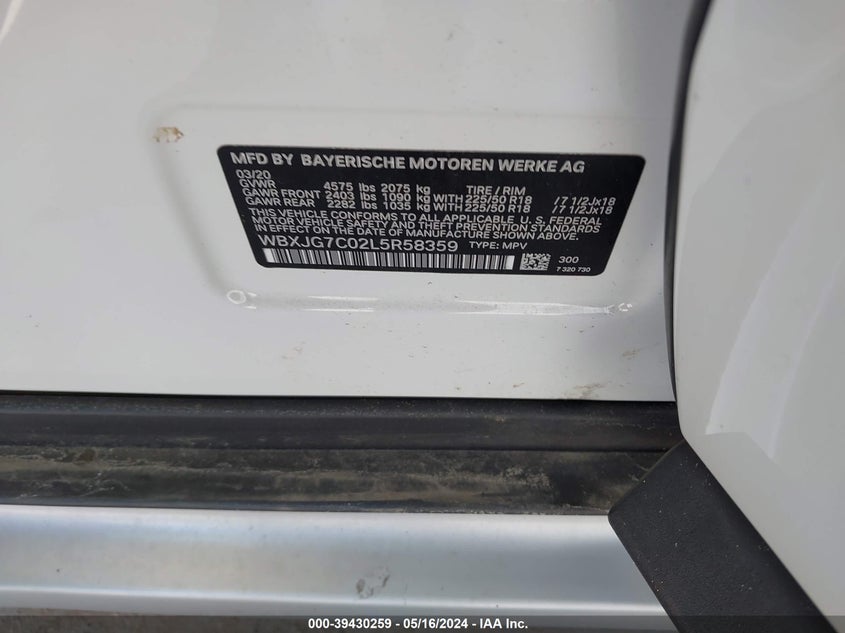 MFD BY BAYERISCHE MOTOREN WERKE AG
03/20
GVWR 4575 lbs 2075 kg TIRE / RIM
GAWR FRONT 2403 lbs 1090 kg WITH 225/50 R18 / 7 1/2Jx18
GAWR REAR 2282 lbs 1035 kg WITH 225/50 R18 / 7 1/2Jx18
THIS VEHICLE CONFORMS TO ALL APPLICABLE U.S. FEDERAL
MOTOR VEHICLE SAFETY AND THEFT PREVENTION STANDARDS
IN EFFECT ON THE DATE OF MANUFACTURE SHOWN ABOVE.
WBXJG7C02L5R58359 TYPE: MPV
300
7 320 730
000-39430259 - 05/16/2024 - IAA Inc.